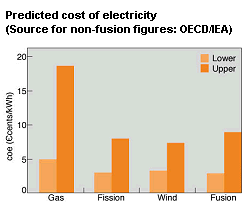 Predicted cost of electricity
(Source for non-fusion figures: OECD/IEA)
Lower
Upper
coe (€cents/kWh)
20
15
10
5
0
Gas Fission Wind Fusion